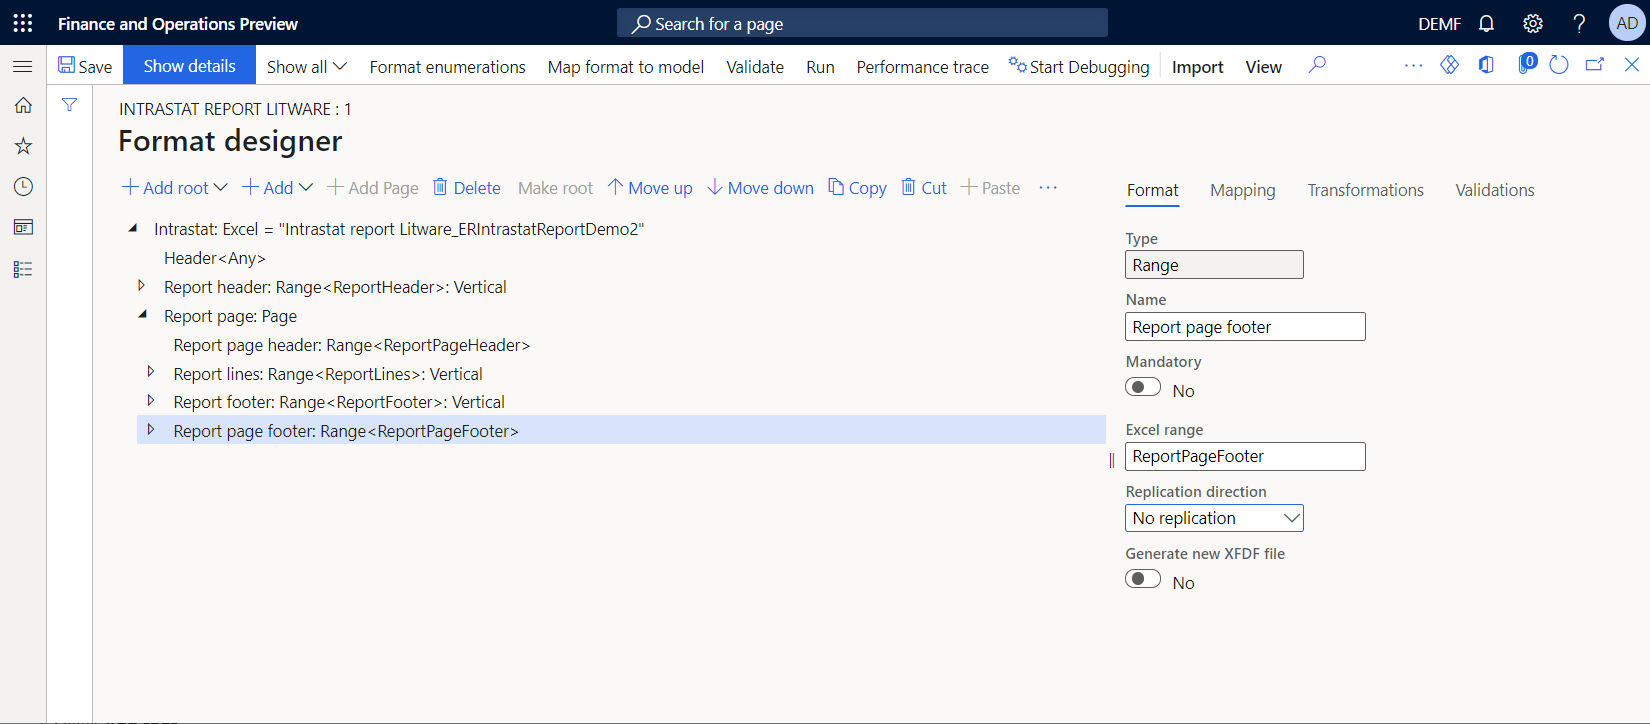 Finance and Operations Preview
Search for a page
DEMF
?
AD
Save
Show details
Show all
Format enumerations
Map format to model
Validate
Run
Performance trace
Start Debugging
Import
View
...
0
INTRASTAT REPORT LITWARE : 1
Format designer
+ Add root
+ Add
+ Add Page
Delete
Make root
Move up
Move down
Copy
Cut
+ Paste
...
Intrastat: Excel = "Intrastat report Litware_ERIntrastatReportDemo2"
Header<Any>
Report header: Range<ReportHeader>: Vertical
Report page: Page
Report page header: Range<ReportPageHeader>
Report lines: Range<ReportLines>: Vertical
Report footer: Range<ReportFooter>: Vertical
Report page footer: Range<ReportPageFooter>
Format
Mapping
Transformations
Validations
Type
Range
Name
Report page footer
Mandatory
No
Excel range
ReportPageFooter
Replication direction
No replication
Generate new XFDF file
No